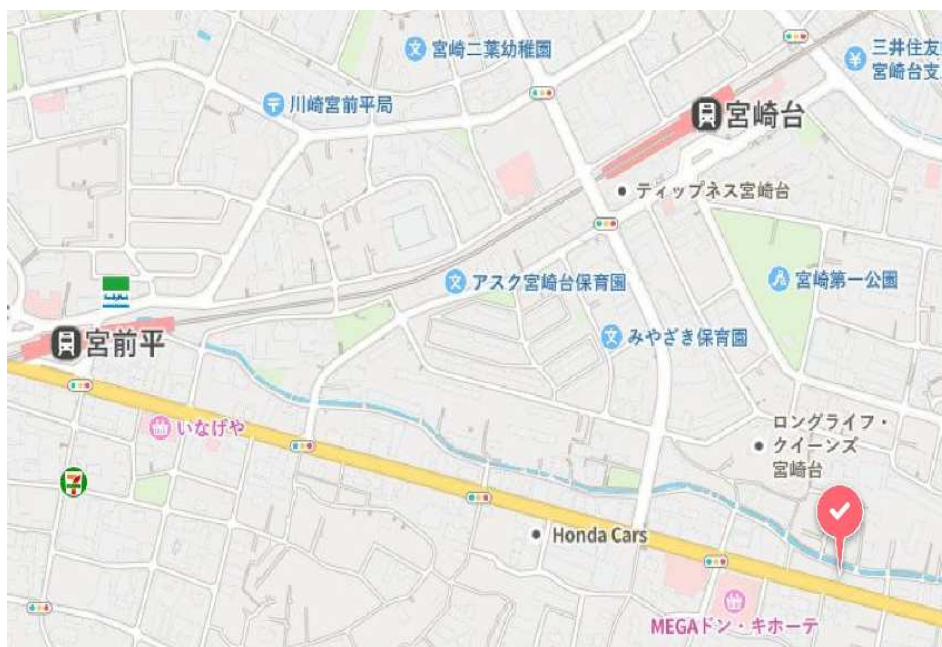 宮崎二葉幼稚園
三井住友
宮崎台支
川崎宮前平局
宮崎台
ティップネス宮崎台
アスク宮崎台保育園
宮崎第一公園
宮前平
みやざき保育園
いなげや
ロングライフ・
クイーンズ
宮崎台
Honda Cars
MEGAドン・キホーテ